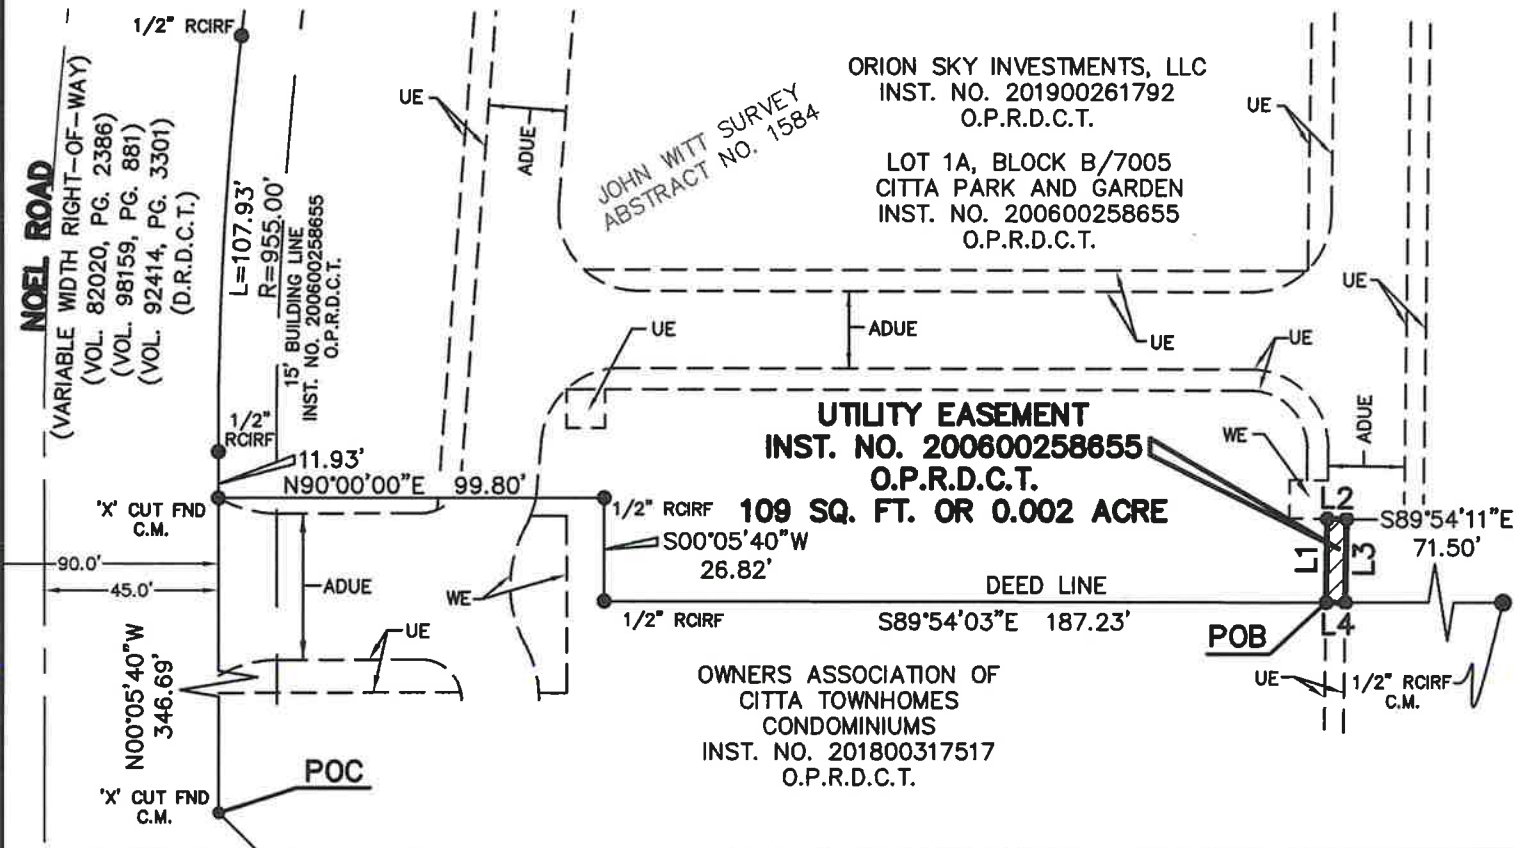 1/2" RCIRF
NOEL ROAD
(VARIABLE WIDTH RIGHT-OF-WAY)
(VOL. 82020, PG. 2386)
(VOL. 98159, PG. 881)
(VOL. 92414, PG. 3301)
(D.R.D.C.T.)
L=107.93'
R=955.00'
15' BUILDING LINE
INST. NO. 200600258655
O.P.R.D.C.T.
UE
ADUE
JOHN WITT SURVEY
ABSTRACT NO. 1584
ORION SKY INVESTMENTS, LLC
INST. NO. 201900261792
O.P.R.D.C.T.
LOT 1A, BLOCK B/7005
CITTA PARK AND GARDEN
INST. NO. 200600258655
O.P.R.D.C.T.
UE
UE
UE
ADUE
UE
UE
UTILITY EASEMENT
INST. NO. 200600258655
O.P.R.D.C.T.
109 SQ. FT. OR 0.002 ACRE
WE
ADUE
1/2"
RCIRF
11.93'
N90°00'00"E 99.80'
'X' CUT FND
C.M.
1/2" RCIRF
S00°05'40"W
26.82'
L2
S89°54'11"E
71.50'
L1
L3
90.0'
45.0'
ADUE
WE
DEED LINE
1/2" RCIRF
S89°54'03"E 187.23'
POB
L4
UE
N00°05'40"W
346.69'
OWNERS ASSOCIATION OF
CITTA TOWNHOMES
CONDOMINIUMS
INST. NO. 201800317517
O.P.R.D.C.T.
UE
1/2" RCIRF
C.M.
POC
'X' CUT FND
C.M.